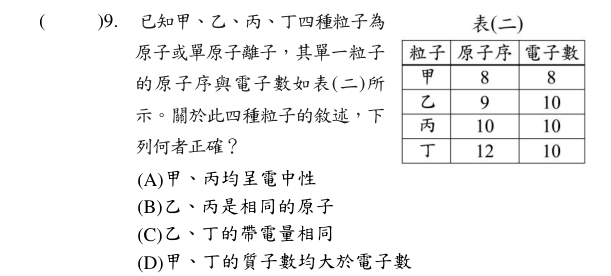 (　　)9. 已知甲、乙、丙、丁四種粒子為
原子或單原子離子，其單一粒子
的原子序與電子數如表(二)所
示。關於此四種粒子的敘述，下
列何者正確？
(A)甲、丙均呈電中性
(B)乙、丙是相同的原子
(C)乙、丁的帶電量相同
(D)甲、丁的質子數均大於電子數
表(二)
粒子 原子序 電子數
甲 8 8
乙 9 10
丙 10 10
丁 12 10